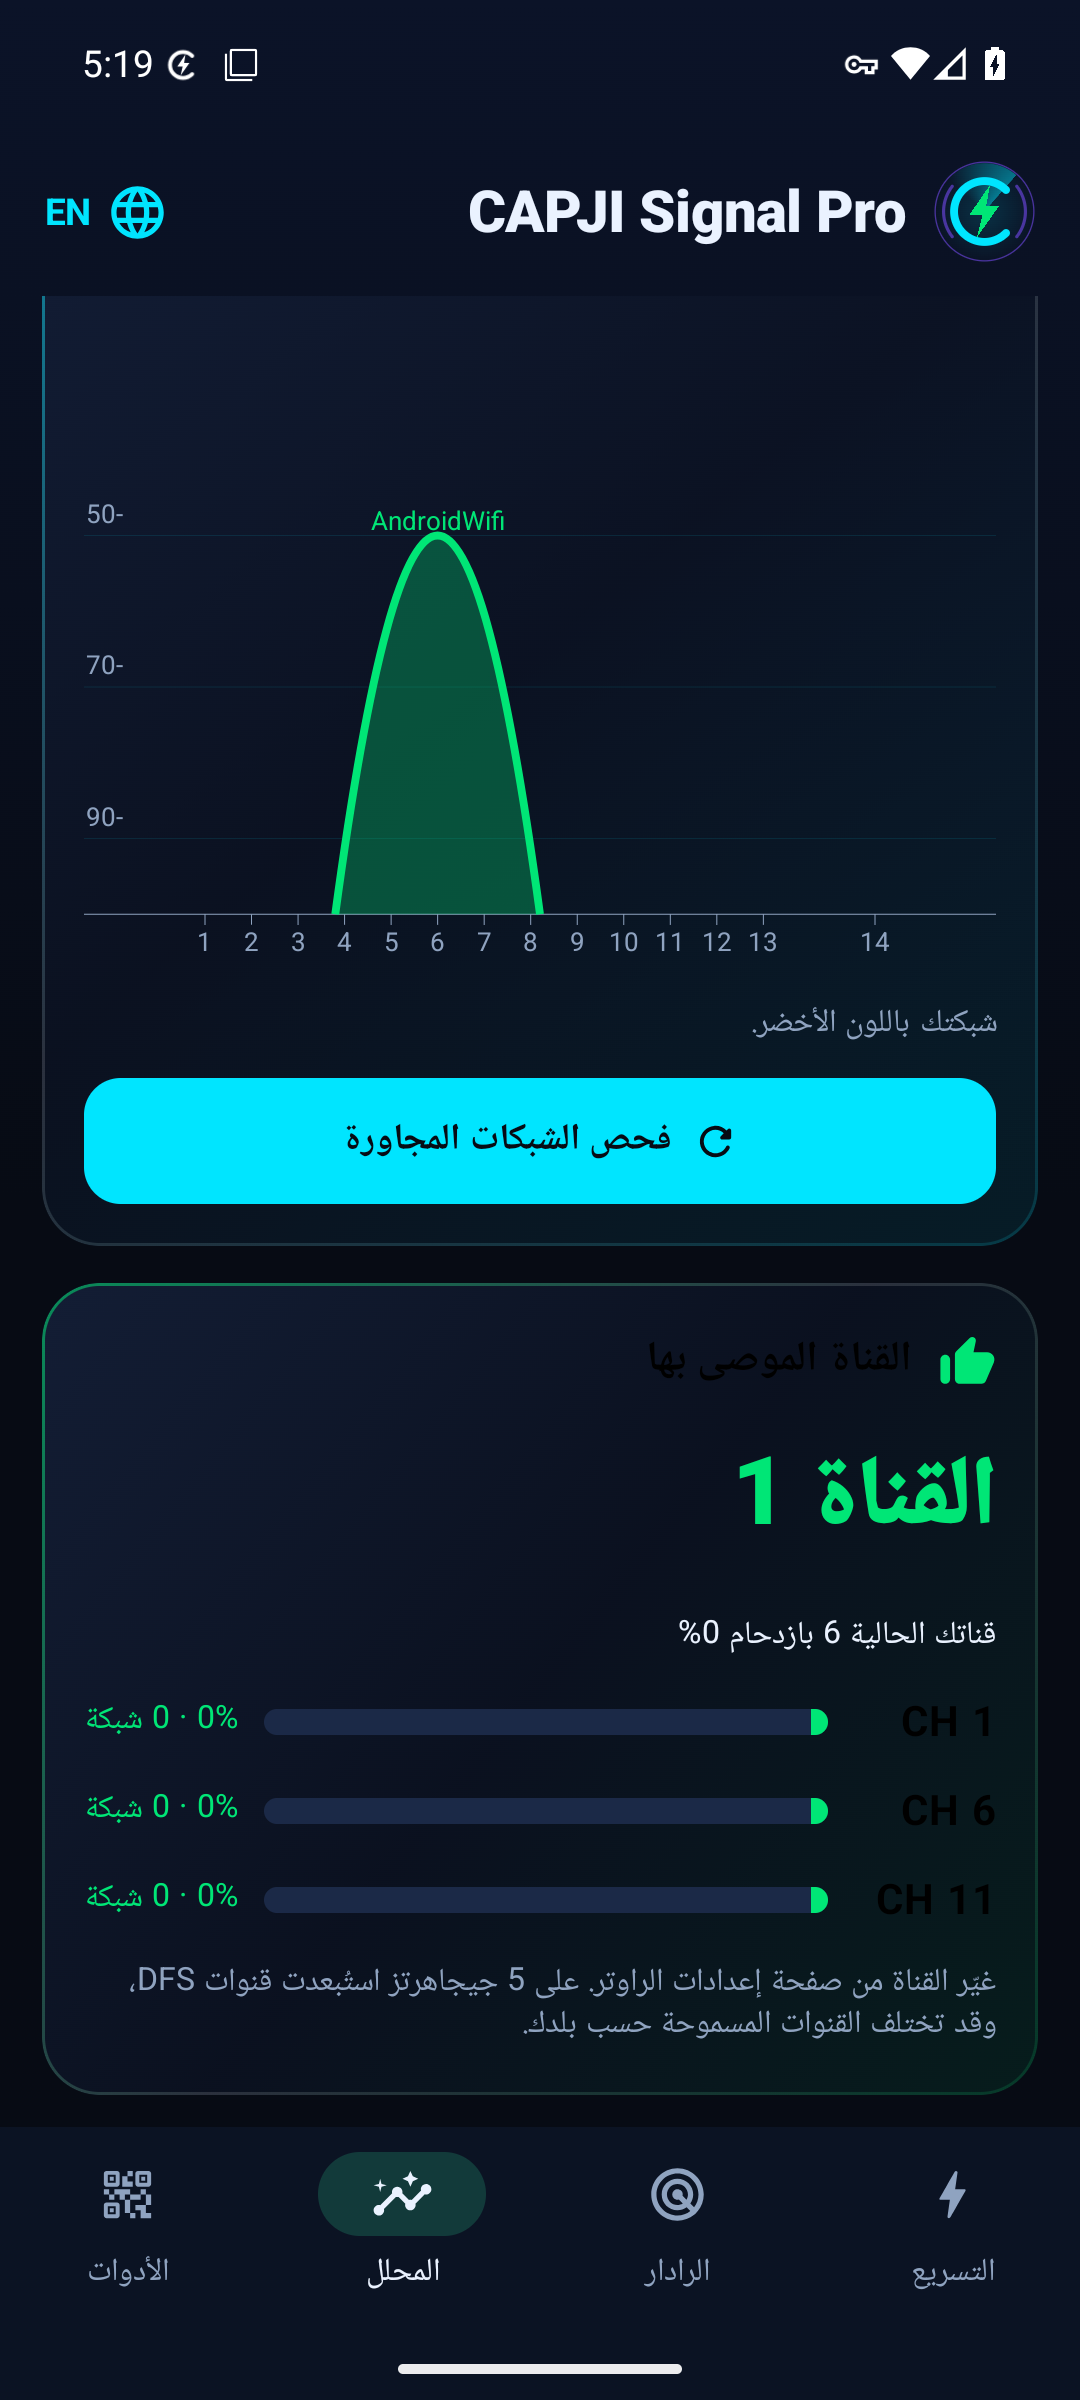 5:19
EN
CAPJI Signal Pro
50-
AndroidWifi
70-
90-
1 2 3 4 5 6 7 8 9 10 11 12 13 14
شبكتك باللون الأخضر.
فحص الشبكات المجاورة
القناة الموصى بها
القناة 1
قناتك الحالية 6 بازدحام 0%
CH 1
0% · 0 شبكة
CH 6
0% · 0 شبكة
CH 11
0% · 0 شبكة
غيّر القناة من صفحة إعدادات الراوتر. على 5 جيجاهرتز استُبعدت قنوات DFS،
وقد تختلف القنوات المسموحة حسب بلدك.
التسريع
الرادار
المحلل
الأدوات